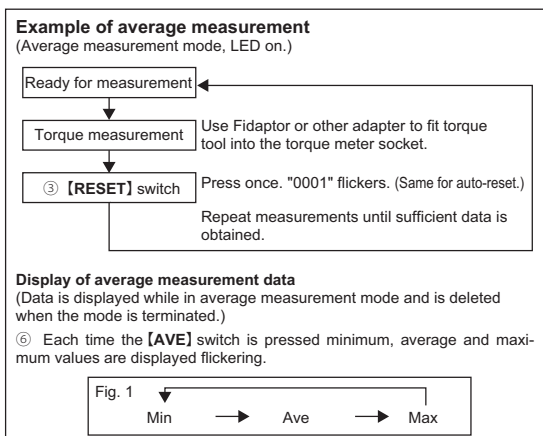 Example of average measurement
(Average measurement mode, LED on.)
Ready for measurement
Torque measurement
Use Fidaptor or other adapter to fit torque
tool into the torque meter socket.
③【RESET】switch
Press once. "0001" flickers. (Same for auto-reset.)
Repeat measurements until sufficient data is
obtained.
Display of average measurement data
(Data is displayed while in average measurement mode and is deleted
when the mode is terminated.)
⑥ Each time the【AVE】switch is pressed minimum, average and maxi-
mum values are displayed flickering.
Fig. 1
Min Ave Max